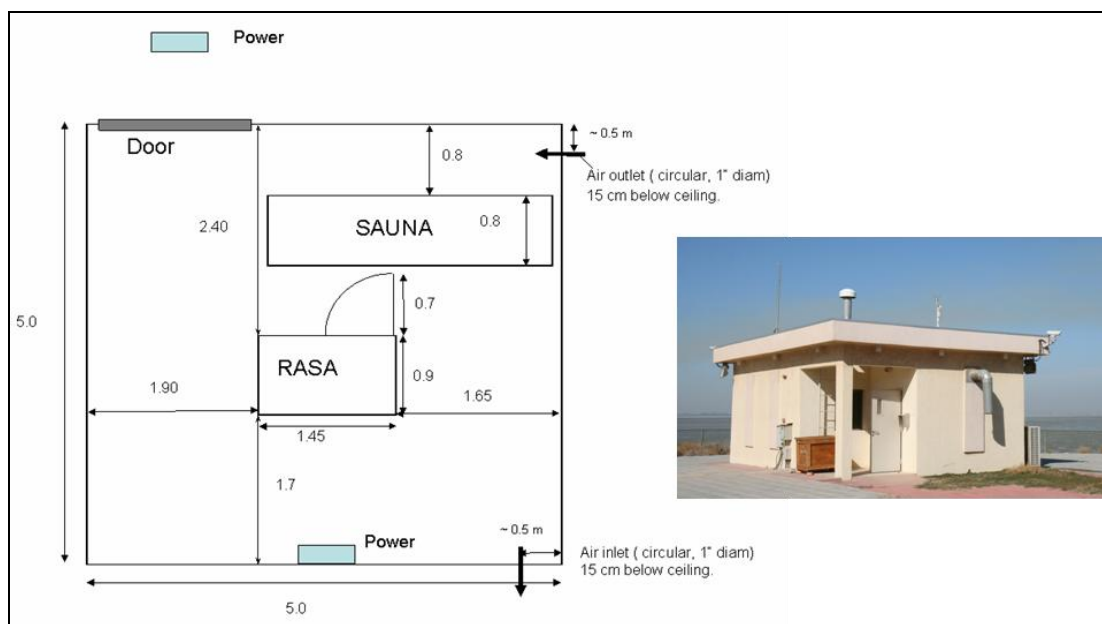 Power
Door
~ 0.5 m
0.8
Air outlet ( circular, 1" diam)
15 cm below ceiling.
2.40
SAUNA
0.8
0.7
5.0
RASA
0.9
1.90
1.65
1.45
1.7
Power
~ 0.5 m
Air inlet ( circular, 1" diam)
15 cm below ceiling.
5.0